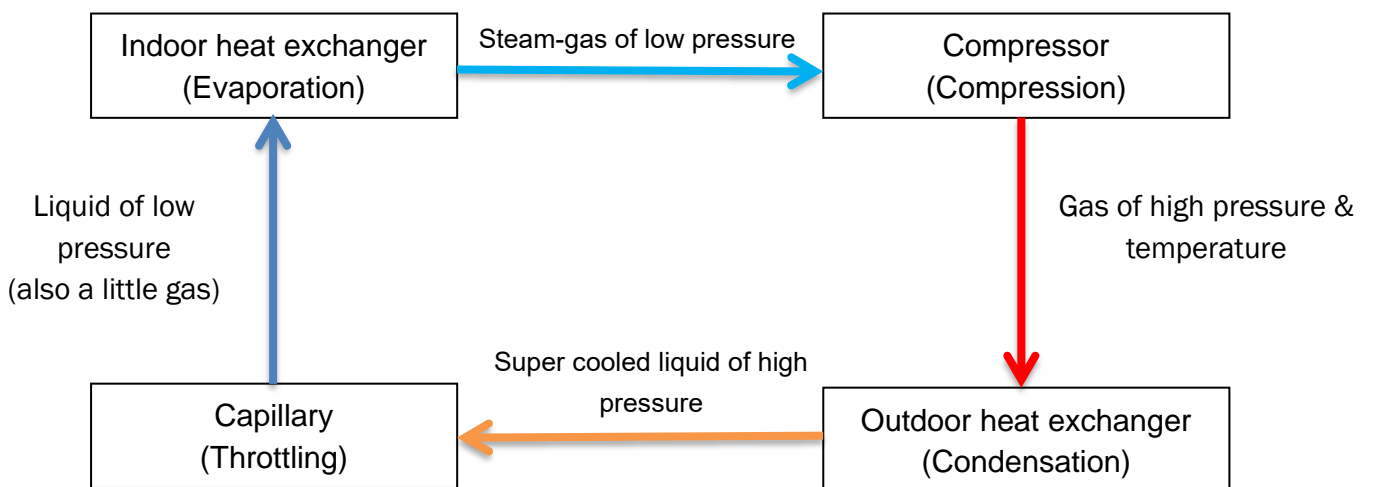 Indoor heat exchanger
(Evaporation)
Steam-gas of low pressure
Compressor
(Compression)
Liquid of low
pressure
(also a little gas)
Gas of high pressure &
temperature
Capillary
(Throttling)
Super cooled liquid of high
pressure
Outdoor heat exchanger
(Condensation)